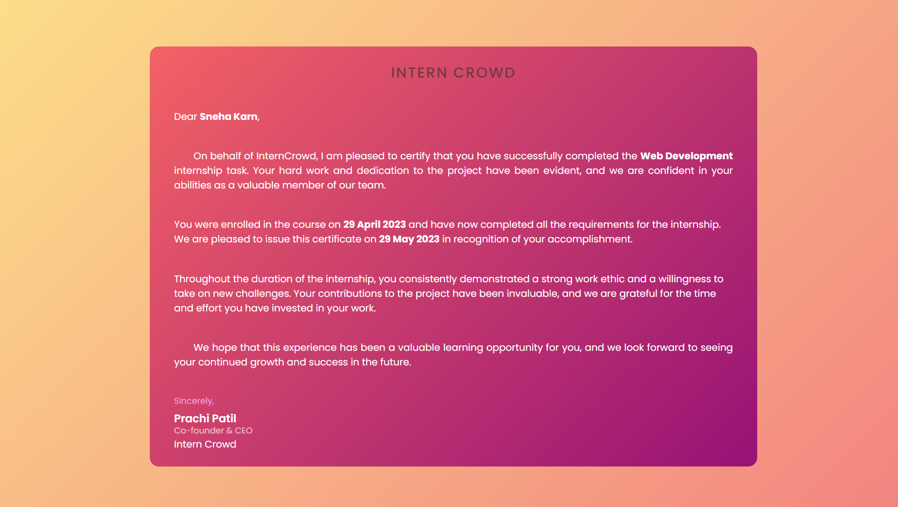 INTERN CROWD
Dear Sneha Karn,
On behalf of InternCrowd, I am pleased to certify that you have successfully completed the Web Development
internship task. Your hard work and dedication to the project have been evident, and we are confident in your
abilities as a valuable member of our team.
You were enrolled in the course on 29 April 2023 and have now completed all the requirements for the internship.
We are pleased to issue this certificate on 29 May 2023 in recognition of your accomplishment.
Throughout the duration of the internship, you consistently demonstrated a strong work ethic and a willingness to
take on new challenges. Your contributions to the project have been invaluable, and we are grateful for the time
and effort you have invested in your work.
We hope that this experience has been a valuable learning opportunity for you, and we look forward to seeing
your continued growth and success in the future.
Sincerely,
Prachi Patil
Co-founder & CEO
Intern Crowd